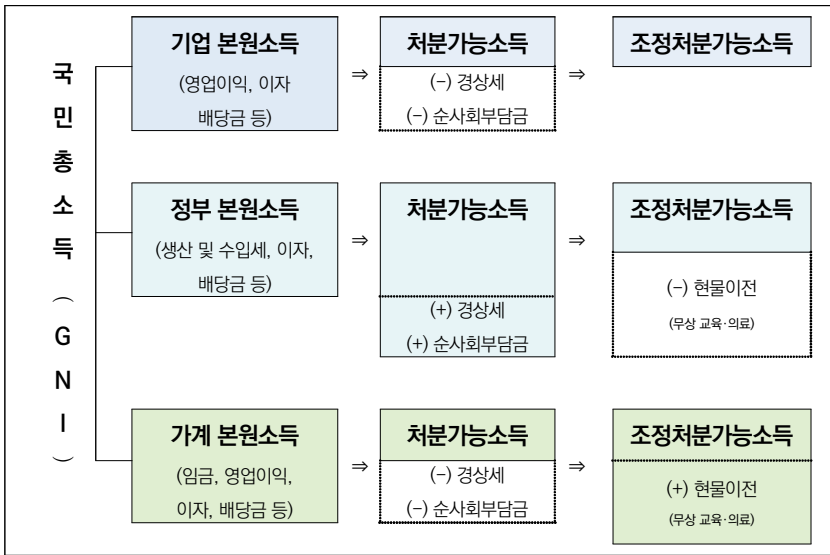 국민총소득(GNI)
기업 본원소득
(영업이익, 이자
배당금 등)
⇒
처분가능소득
(-) 경상세
(-) 순사회부담금
⇒
조정처분가능소득
정부 본원소득
(생산 및 수입세, 이자,
배당금 등)
⇒
처분가능소득
(+) 경상세
(+) 순사회부담금
⇒
조정처분가능소득
(-) 현물이전
(무상 교육·의료)
가계 본원소득
(임금, 영업이익,
이자, 배당금 등)
⇒
처분가능소득
(-) 경상세
(-) 순사회부담금
⇒
조정처분가능소득
(+) 현물이전
(무상 교육·의료)